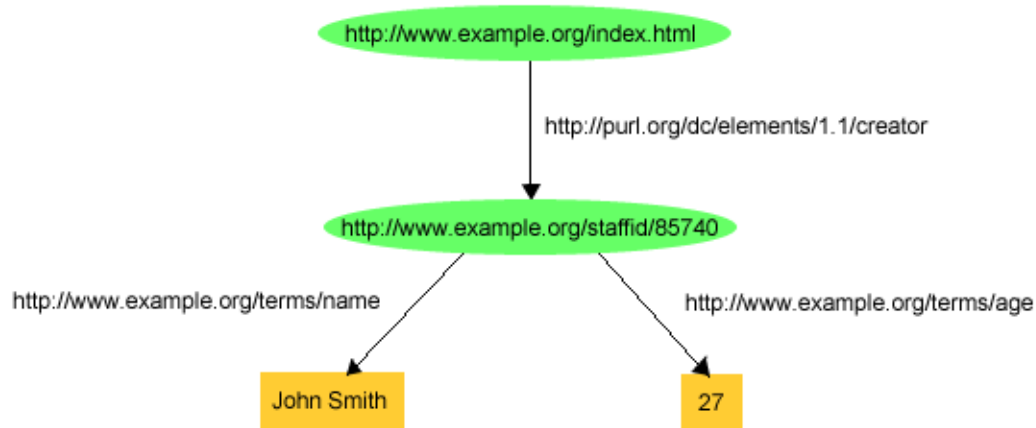 http://www.example.org/index.html
http://purl.org/dc/elements/1.1/creator
http://www.example.org/staffid/85740
http://www.example.org/terms/name
http://www.example.org/terms/age
John Smith
27